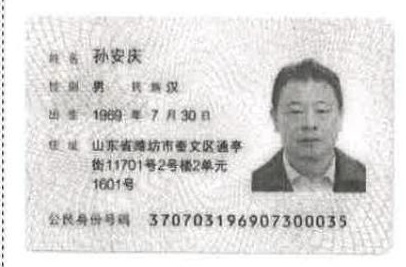 姓名 孙安庆
性别 男 民族 汉
出生 1969 年 7 月 30 日
住址 山东省潍坊市奎文区通亭
街11701号2号楼2单元
1601号
公民身份号码 370703196907300035